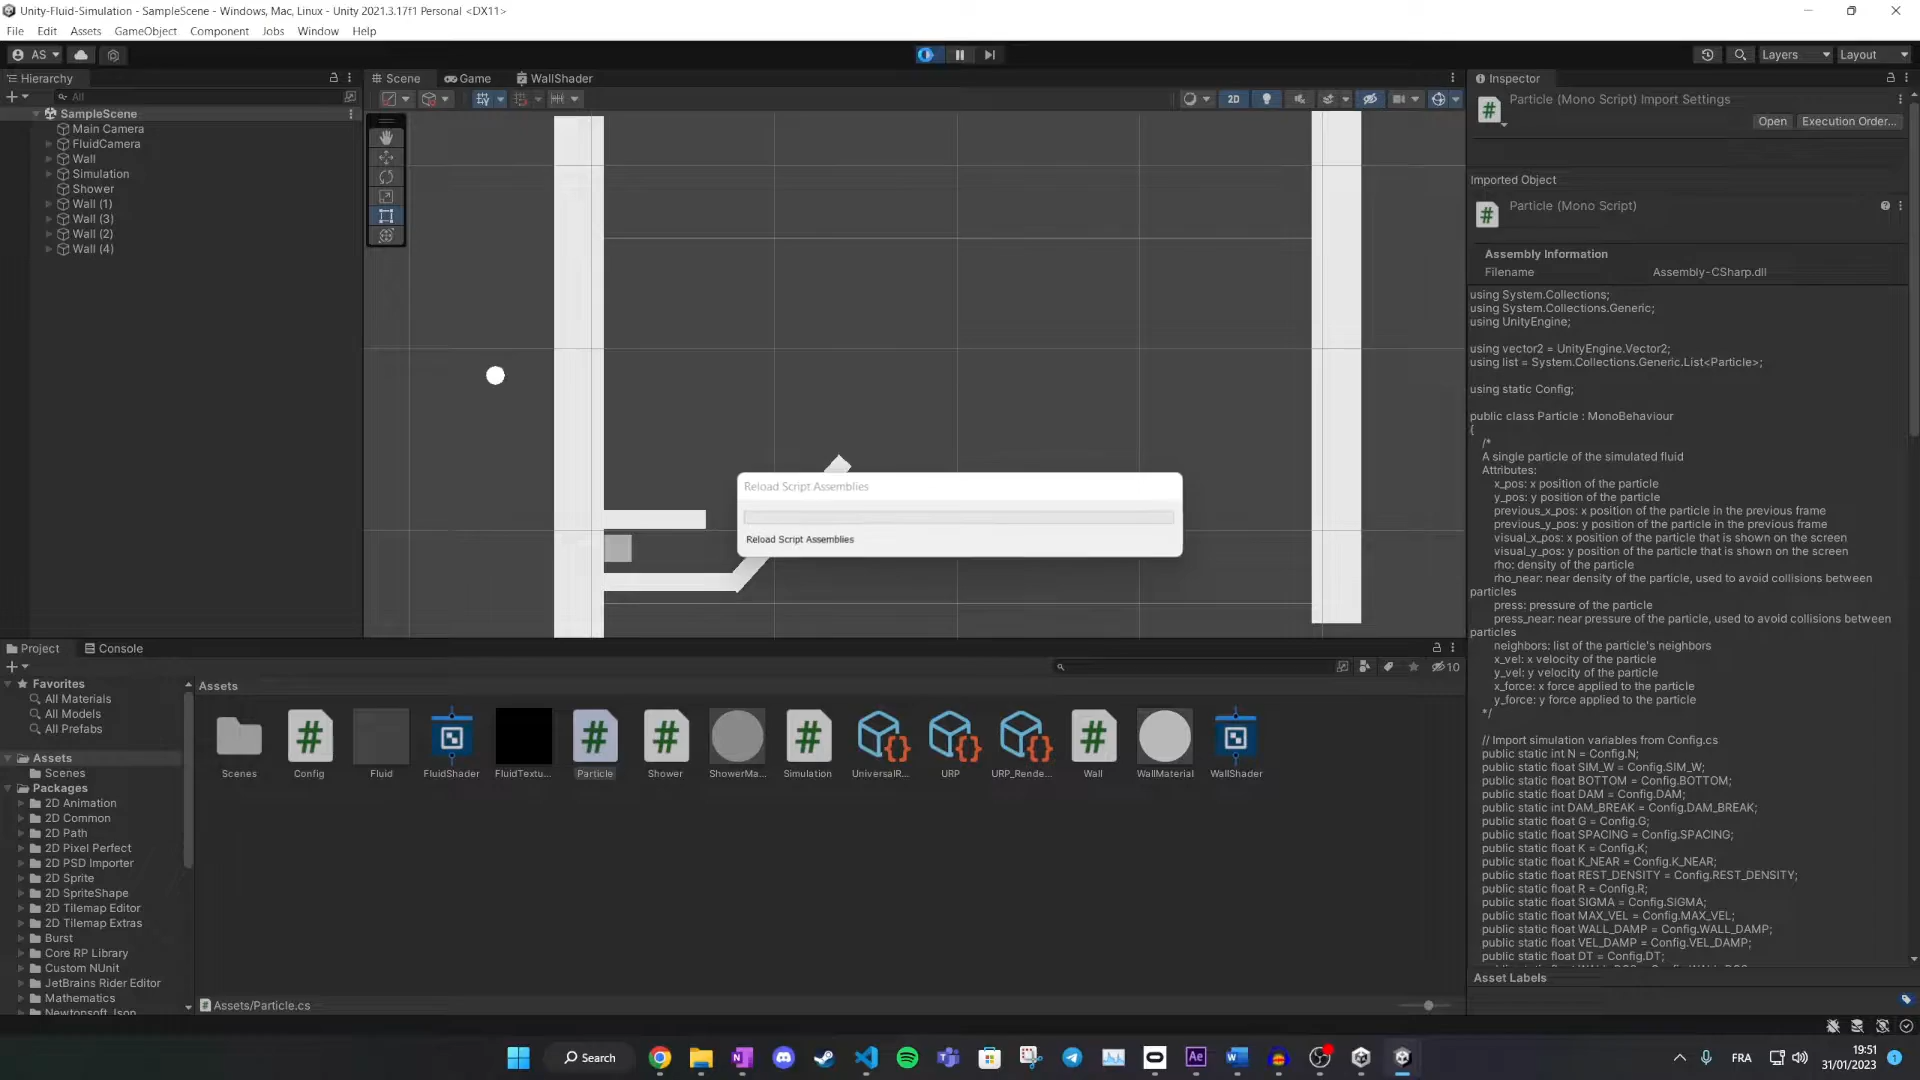 Unity-Fluid-Simulation - SampleScene - Windows, Mac, Linux - Unity 2021.3.17f1 Personal <DX11>
File Edit Assets GameObject Component Jobs Window Help
AS
Layers
Layout
Hierarchy
All
SampleScene
Main Camera
FluidCamera
Wall
Simulation
Shower
Wall (1)
Wall (3)
Wall (2)
Wall (4)
Scene
Game
WallShader
2D
Reload Script Assemblies
Reload Script Assemblies
Inspector
Particle (Mono Script) Import Settings
Open
Execution Order...
Imported Object
Particle (Mono Script)
Assembly Information
Filename Assembly-CSharp.dll
using System.Collections;
using System.Collections.Generic;
using UnityEngine;
using vector2 = UnityEngine.Vector2;
using list = System.Collections.Generic.List<Particle>;
using static Config;
public class Particle : MonoBehaviour
{
/*
A single particle of the simulated fluid
Attributes:
x_pos: x position of the particle
y_pos: y position of the particle
previous_x_pos: x position of the particle in the previous frame
previous_y_pos: y position of the particle in the previous frame
visual_x_pos: x position of the particle that is shown on the screen
visual_y_pos: y position of the particle that is shown on the screen
rho: density of the particle
rho_near: near density of the particle, used to avoid collisions between
particles
press: pressure of the particle
press_near: near pressure of the particle, used to avoid collisions between
particles
neighbors: list of the particle's neighbors
x_vel: x velocity of the particle
y_vel: y velocity of the particle
x_force: x force applied to the particle
y_force: y force applied to the particle
*/
// Import simulation variables from Config.cs
public static int N = Config.N;
public static float SIM_W = Config.SIM_W;
public static float BOTTOM = Config.BOTTOM;
public static float DAM = Config.DAM;
public static int DAM_BREAK = Config.DAM_BREAK;
public static float G = Config.G;
public static float SPACING = Config.SPACING;
public static float K = Config.K;
public static float K_NEAR = Config.K_NEAR;
public static float REST_DENSITY = Config.REST_DENSITY;
public static float R = Config.R;
public static float SIGMA = Config.SIGMA;
public static float MAX_VEL = Config.MAX_VEL;
public static float WALL_DAMP = Config.WALL_DAMP;
public static float VEL_DAMP = Config.VEL_DAMP;
public static float DT = Config.DT;
Asset Labels
Project
Console
10
Favorites
All Materials
All Models
All Prefabs
Assets
Scenes
Packages
2D Animation
2D Common
2D Path
2D Pixel Perfect
2D PSD Importer
2D Sprite
2D SpriteShape
2D Tilemap Editor
2D Tilemap Extras
Burst
Core RP Library
Custom NUnit
JetBrains Rider Editor
Mathematics
Newtonsoft Json
Assets
Scenes
Config
Fluid
FluidShader
FluidTextu...
Particle
Shower
ShowerMa...
Simulation
UniversalR...
URP
URP_Rende...
Wall
WallMaterial
WallShader
Assets/Particle.cs
Search
FRA
19:51
31/01/2023
1